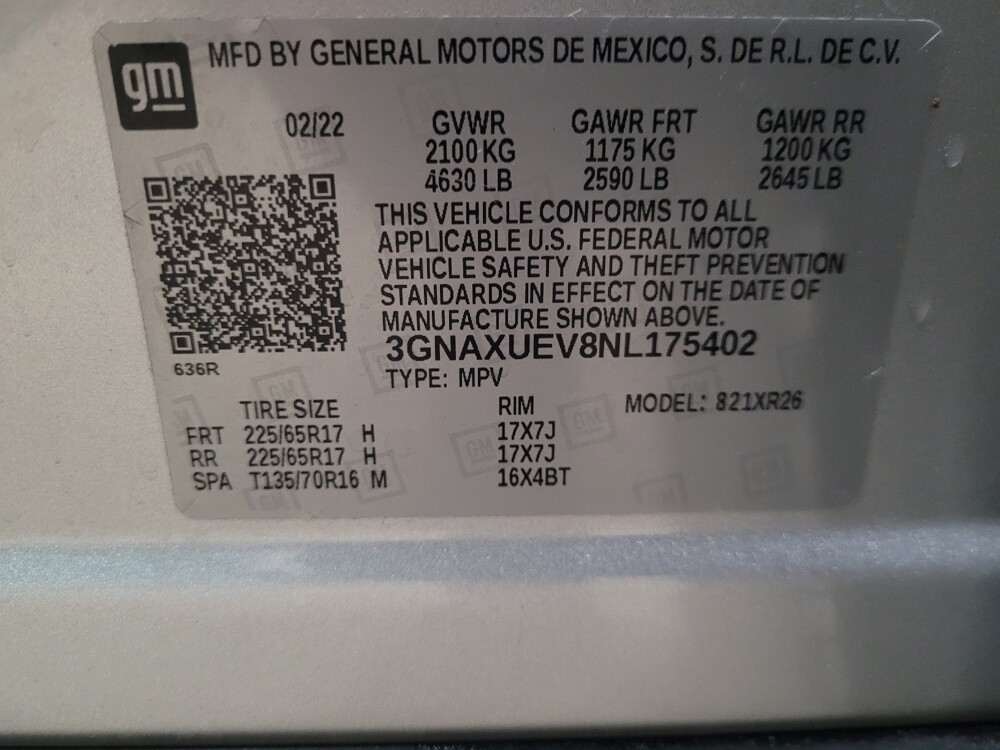 gm
MFD BY GENERAL MOTORS DE MEXICO, S. DE R.L. DE C.V.
02/22 GVWR GAWR FRT GAWR RR
2100 KG 1175 KG 1200 KG
4630 LB 2590 LB 2645 LB
THIS VEHICLE CONFORMS TO ALL
APPLICABLE U.S. FEDERAL MOTOR
VEHICLE SAFETY AND THEFT PREVENTION
STANDARDS IN EFFECT ON THE DATE OF
MANUFACTURE SHOWN ABOVE.
3GNAXUEV8NL175402
636R
TYPE: MPV
TIRE SIZE RIM MODEL: 821XR26
FRT 225/65R17 H 17X7J
RR 225/65R17 H 17X7J
SPA T135/70R16 M 16X4BT